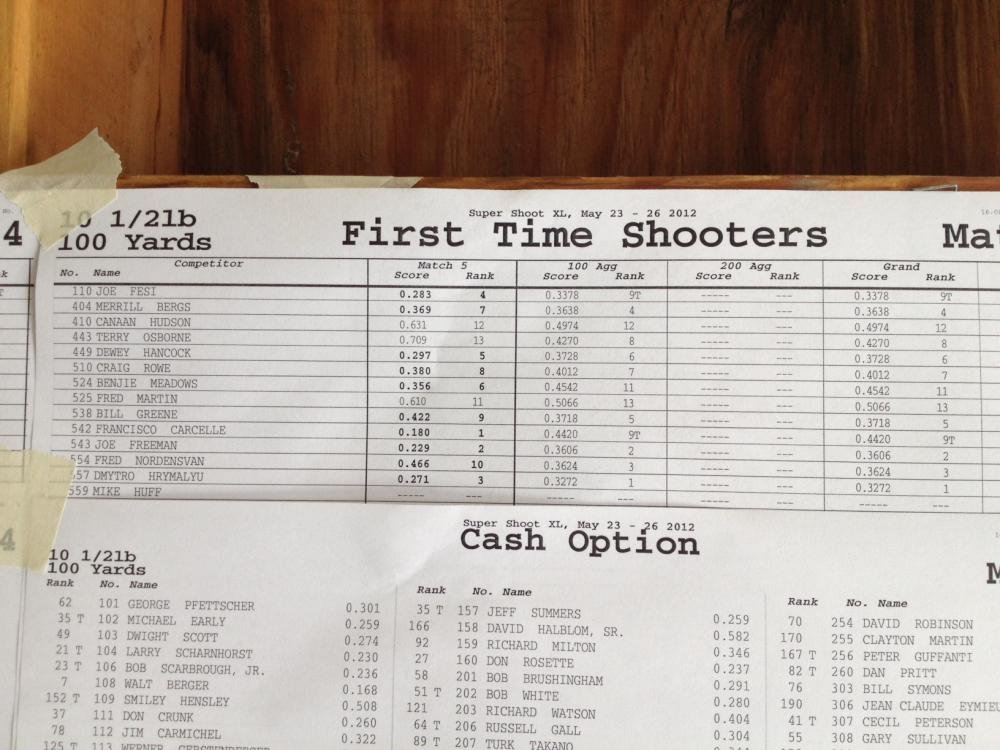 4
10 1/2lb
100 Yards
Super Shoot XL, May 23 - 26 2012
First Time Shooters
Competitor Match 5 100 Agg 200 Agg Grand
No. Name Score Rank Score Rank Score Rank Score Rank
110 JOE FESI 0.283 4 0.3378 9T ----- --- 0.3378 9T
404 MERRILL BERGS 0.369 7 0.3638 4 ----- --- 0.3638 4
410 CANAAN HUDSON 0.631 12 0.4974 12 ----- --- 0.4974 12
443 TERRY OSBORNE 0.709 13 0.4270 8 ----- --- 0.4270 8
449 DEWEY HANCOCK 0.297 5 0.3728 6 ----- --- 0.3728 6
510 CRAIG ROWE 0.380 8 0.4012 7 ----- --- 0.4012 7
524 BENJIE MEADOWS 0.356 6 0.4542 11 ----- --- 0.4542 11
525 FRED MARTIN 0.610 11 0.5066 13 ----- --- 0.5066 13
538 BILL GREENE 0.422 9 0.3718 5 ----- --- 0.3718 5
542 FRANCISCO CARCELLE 0.180 1 0.4420 9T ----- --- 0.4420 9T
543 JOE FREEMAN 0.229 2 0.3606 2 ----- --- 0.3606 2
554 FRED NORDENSVAN 0.466 10 0.3624 3 ----- --- 0.3624 3
557 DMYTRO HRYMALYU 0.271 3 0.3272 1 ----- --- 0.3272 1
559 MIKE HUFF ----- --- ----- --- ----- --- ----- ---
Super Shoot XL, May 23 - 26 2012
Cash Option
10 1/2lb
100 Yards
Rank No. Name
62 101 GEORGE PFETTSCHER 0.301
35 T 102 MICHAEL EARLY 0.259
49 103 DWIGHT SCOTT 0.274
21 T 104 LARRY SCHARNHORST 0.230
23 T 106 BOB SCARBROUGH, JR. 0.236
7 108 WALT BERGER 0.168
152 T 109 SMILEY HENSLEY 0.508
37 111 DON CRUNK 0.260
78 112 JIM CARMICHEL 0.322
125 T 113 WERNER GERSTENBERGER
Rank No. Name
35 T 157 JEFF SUMMERS 0.259
166 158 DAVID HALBLOM, SR. 0.582
92 159 RICHARD MILTON 0.346
27 160 DON ROSETTE 0.237
58 201 BOB BRUSHINGHAM 0.291
51 T 202 BOB WHITE 0.280
121 203 RICHARD WATSON 0.404
64 T 206 RUSSELL GALL 0.304
89 T 207 TURK TAKANO
Rank No. Name
70 254 DAVID ROBINSON
170 255 CLAYTON MARTIN
167 T 256 PETER GUFFANTI
82 T 260 DAN PRITT
76 303 BILL SYMONS
190 306 JEAN CLAUDE
41 T 307 CECIL PETERSON
55 308 GARY SULLIVAN